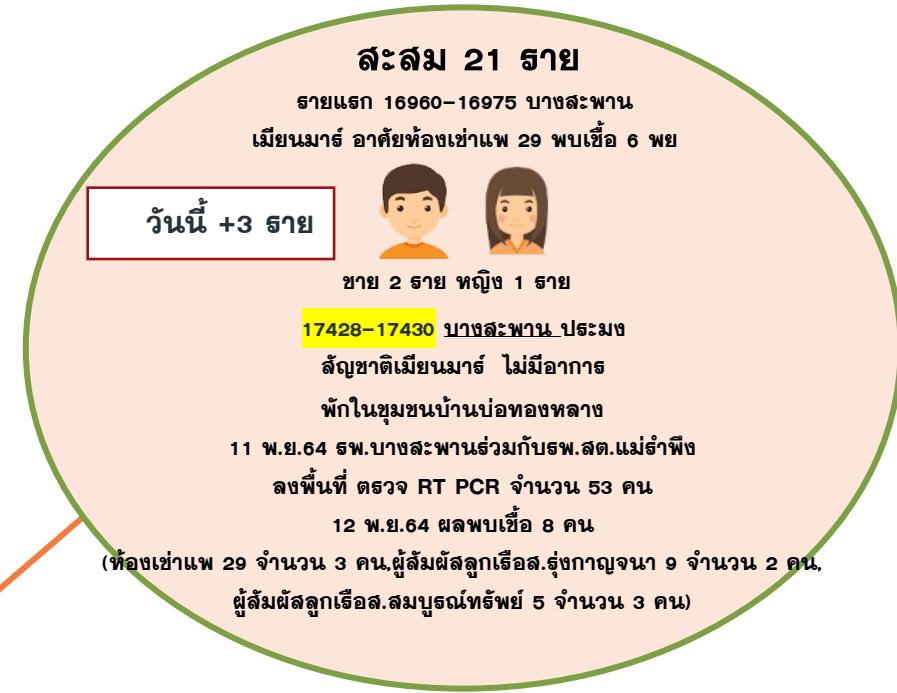 สะสม 21 ราย
รายแรก 16960-16975 บางสะพาน
เมียนมาร์ อาศัยห้องเช่าแพ 29 พบเชื้อ 6 พย
วันนี้ +3 ราย
ชาย 2 ราย หญิง 1 ราย
17428-17430 บางสะพาน ประมง
สัญชาติเมียนมาร์ ไม่มีอาการ
พักในชุมชนบ้านบ่อทองหลาง
11 พ.ย.64 รพ.บางสะพานร่วมกับรพ.สต.แม่รำพึง
ลงพื้นที่ ตรวจ RT PCR จำนวน 53 คน
12 พ.ย.64 ผลพบเชื้อ 8 คน
(ห้องเช่าแพ 29 จำนวน 3 คน,ผู้สัมผัสลูกเรือส.รุ่งกาญจนา 9 จำนวน 2 คน,
ผู้สัมผัสลูกเรือส.สมบูรณ์ทรัพย์ 5 จำนวน 3 คน)